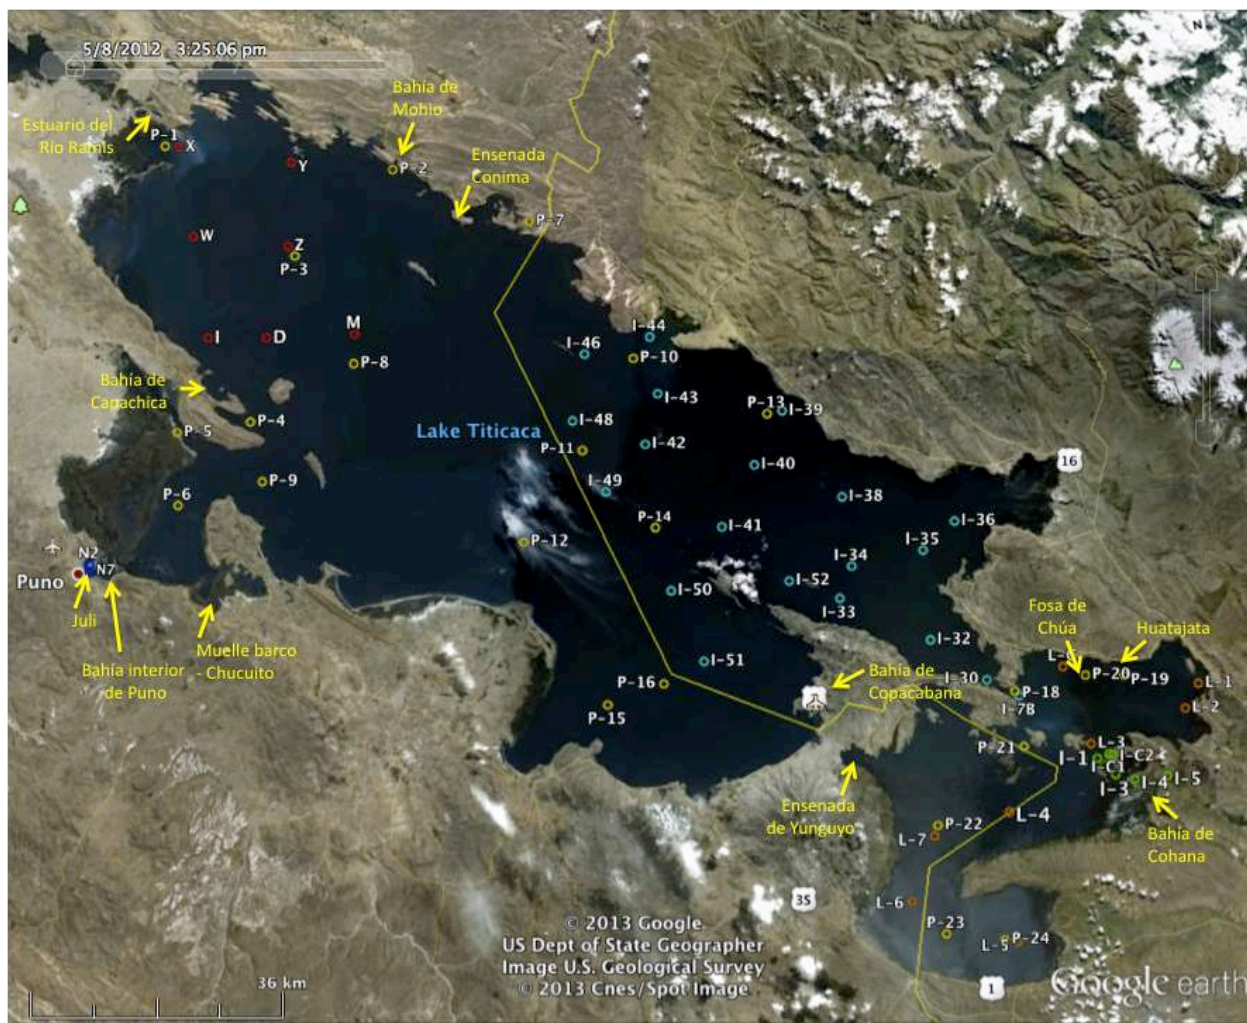 5/8/2012 3:25:06 pm
N
Bahía de
Mohio
Estuario del
Río Ramis
P-1
X
Y
P-2
Ensenada
Conima
P-7
W
Z
P-3
I
D
M
P-8
I-46
I-44
P-10
Bahía de
Capachica
I-43
P-13
I-39
P-4
P-5
Lake Titicaca
I-48
I-42
P-11
I-40
16
P-9
I-49
P-6
I-38
P-14
I-41
I-36
P-12
I-35
N2
N7
Puno
I-34
I-52
I-50
I-33
Juli
Bahía interior
de Puno
Muelle barco
- Chucuito
Fosa de
Chúa
Huatajata
I-32
I-51
P-20
P-19
L-1
P-16
Bahía de
Copacabana
I-30
P-18
I-7B
L-2
P-15
P-21
L-3
I-1
I-C2
I-C1
I-3
I-4
I-5
Ensenada
de Yunguyo
L-4
P-22
L-7
Bahía de
Cohana
35
L-6
P-23
P-24
L-5
© 2013 Google
US Dept of State Geographer
Image U.S. Geological Survey
© 2013 Cnes/Spot Image
36 km
1
Google earth